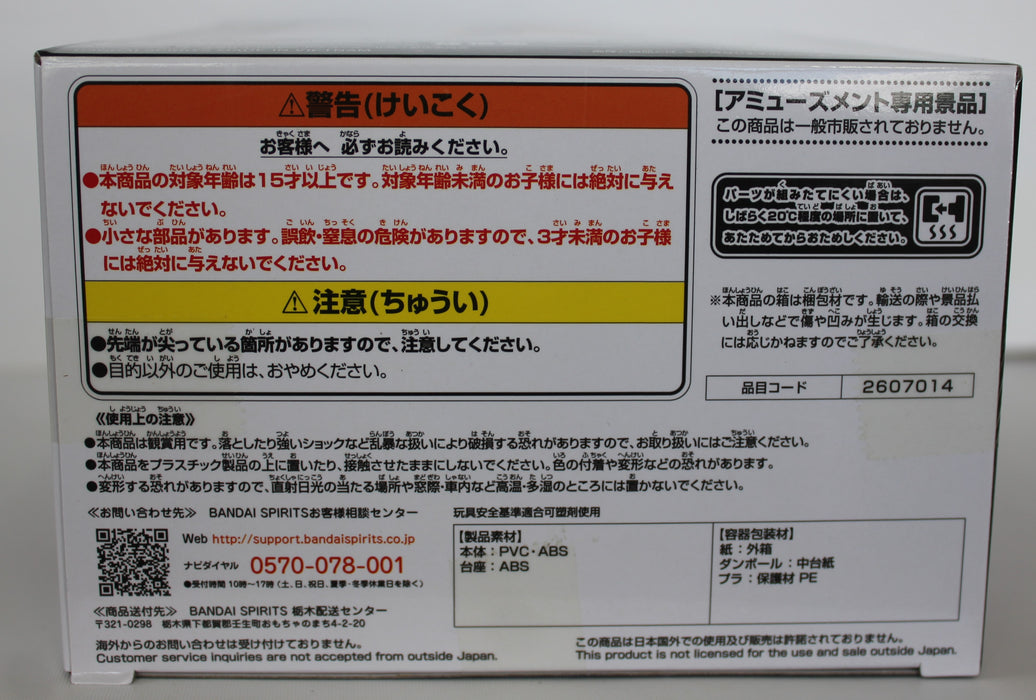 ⚠警告(けいこく)
お客様へ 必ずお読みください。
●本商品の対象年齢は15才以上です。対象年齢未満のお子様には絶対に与え
ないでください。
●小さな部品があります。誤飲・窒息の危険がありますので、3才未満のお子様
には絶対に与えないでください。
⚠注意(ちゅうい)
●先端が尖っている箇所がありますので、注意してください。
●目的以外のご使用は、おやめください。
[アミューズメント専用景品]
この商品は一般市販されておりません。
パーツが組みたてにくい場合は、
しばらく20℃程度の場所に置いて、
あたためてからおためしください。
※本商品の箱は梱包材です。輸送の際や景品払
い出しなどで傷や凹みが生じます。箱の交換
には応じかねますのでご了承ください。
品目コード 2607014
《使用上の注意》
●本商品は観賞用です。落としたり強いショックなど乱暴な扱いにより破損する恐れがありますので、お取り扱いにはご注意ください。
●本商品をプラスチック製品の上に置いたり、接触させたままにしないでください。色の付着や変形などの恐れがあります。
●変形する恐れがありますので、直射日光の当たる場所や窓際・車内など高温・多湿のところには置かないでください。
≪お問い合わせ先≫ BANDAI SPIRITSお客様相談センター
Web http://support.bandaispirits.co.jp
ナビダイヤル 0570-078-001
●受付時間 10時~17時(土、日、祝日、夏季・冬季休業日を除く)
≪商品送付先≫ BANDAI SPIRITS 栃木配送センター
〒321-0298 栃木県下都賀郡壬生町おもちゃのまち4-2-20
海外からのお問い合わせは受け付けておりません。
Customer service inquiries are not accepted from outside Japan.
玩具安全基準適合可塑剤使用
【製品素材】
本体:PVC・ABS
台座:ABS
【容器包装材】
紙:外箱
ダンボール:中台紙
プラ:保護材 PE
この商品は日本国外での使用及び販売は許諾されておりません。
This product is not licensed for the use and sale outside Japan.